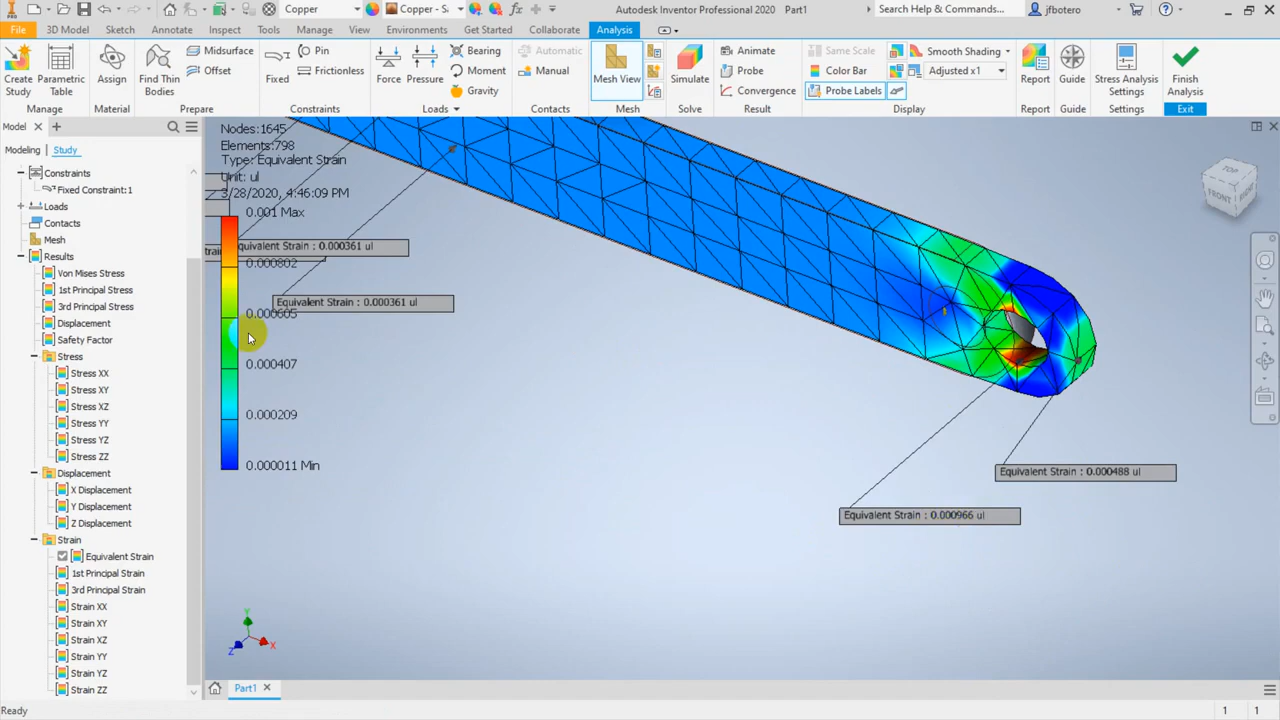 PRO
Copper
Copper - S
fx
Autodesk Inventor Professional 2020
Part1
Search Help & Commands...
jfbotero
File
3D Model
Sketch
Annotate
Inspect
Tools
Manage
View
Environments
Get Started
Collaborate
Analysis
Create Study
Parametric Table
Manage
Assign
Material
Find Thin Bodies
Midsurface
Offset
Prepare
Fixed
Pin
Frictionless
Constraints
Force
Pressure
Bearing
Moment
Gravity
Loads
Automatic
Manual
Contacts
Mesh View
Mesh
Simulate
Solve
Animate
Probe
Convergence
Result
Same Scale
Color Bar
Probe Labels
Smooth Shading
Adjusted x1
Display
Report
Report
Guide
Guide
Stress Analysis Settings
Settings
Finish Analysis
Exit
Model
Modeling
Study
Constraints
Fixed Constraint:1
Loads
Contacts
Mesh
Results
Von Mises Stress
1st Principal Stress
3rd Principal Stress
Displacement
Safety Factor
Stress
Stress XX
Stress XY
Stress XZ
Stress YY
Stress YZ
Stress ZZ
Displacement
X Displacement
Y Displacement
Z Displacement
Strain
Equivalent Strain
1st Principal Strain
3rd Principal Strain
Strain XX
Strain XY
Strain XZ
Strain YY
Strain YZ
Strain ZZ
Nodes:1645
Elements:798
Type: Equivalent Strain
Unit: ul
3/28/2020, 4:46:09 PM
0.001 Max
0.000802
0.000605
0.000407
0.000209
0.000011 Min
Equivalent Strain : 0.000361 ul
Equivalent Strain : 0.000361 ul
Equivalent Strain : 0.000488 ul
Equivalent Strain : 0.000966 ul
TOP
FRONT
RIGHT
Y
Z
X
Part1
Ready
1
1